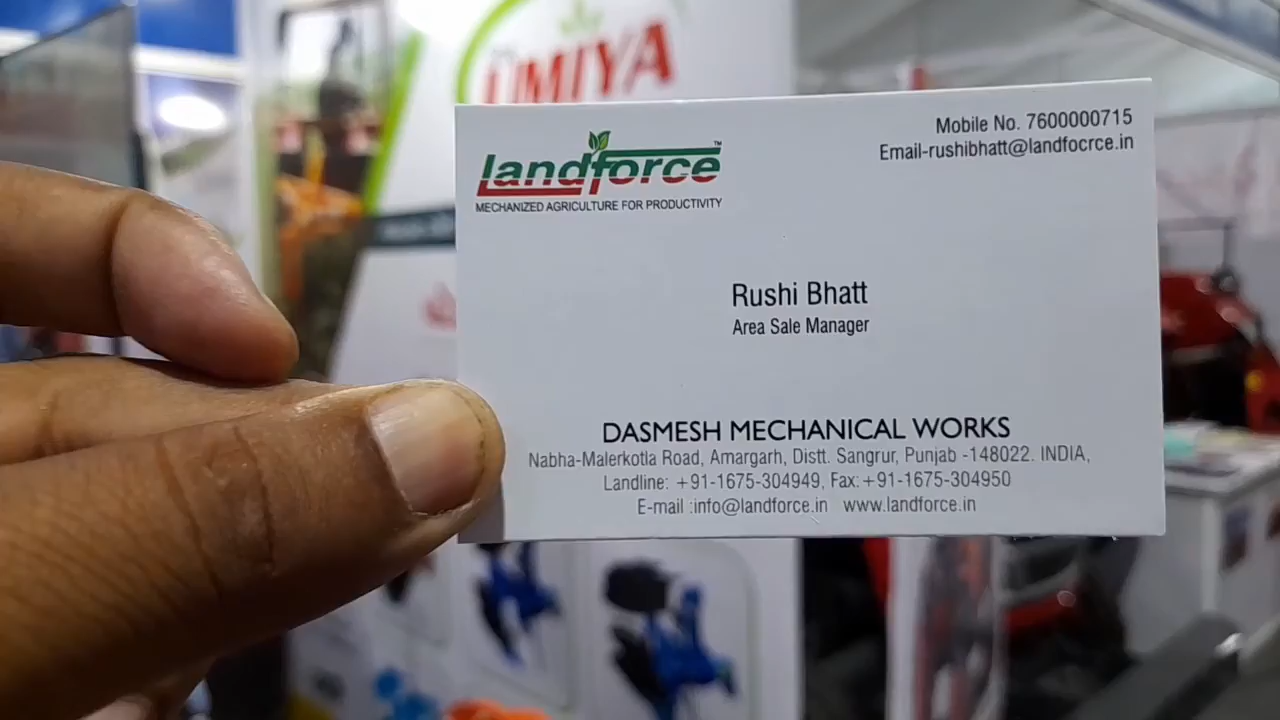 UMIYA
landforce™
MECHANIZED AGRICULTURE FOR PRODUCTIVITY
Mobile No. 7600000715
Email-rushibhatt@landfocrce.in
Rushi Bhatt
Area Sale Manager
DASMESH MECHANICAL WORKS
Nabha-Malerkotla Road, Amargarh, Distt. Sangrur, Punjab -148022. INDIA,
Landline: +91-1675-304949, Fax:+91-1675-304950
E-mail :info@landforce.in www.landforce.in